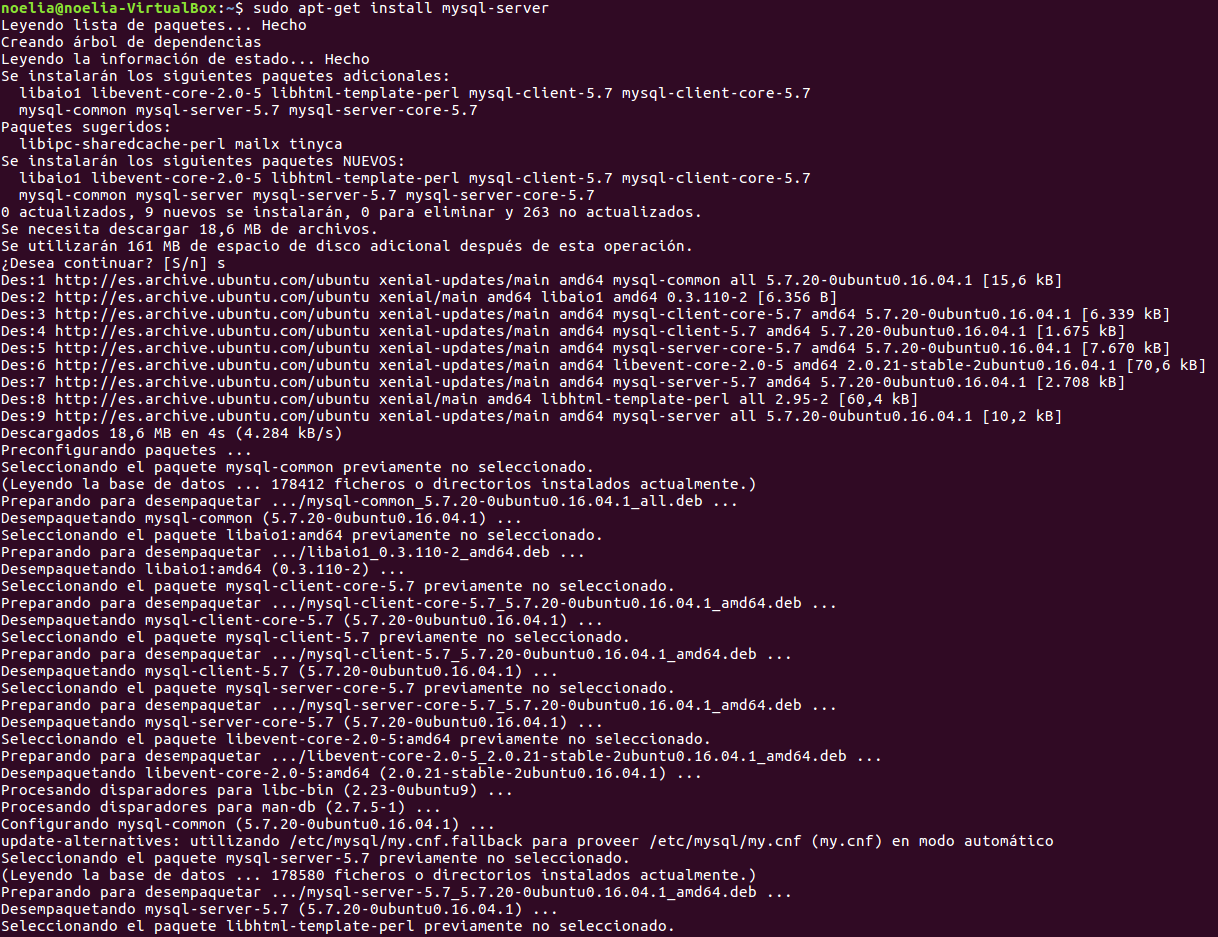 noelia@noelia-VirtualBox:~$ sudo apt-get install mysql-server
Leyendo lista de paquetes... Hecho
Creando árbol de dependencias
Leyendo la información de estado... Hecho
Se instalarán los siguientes paquetes adicionales:
  libaio1 libevent-core-2.0-5 libhtml-template-perl mysql-client-5.7 mysql-client-core-5.7
  mysql-common mysql-server-5.7 mysql-server-core-5.7
Paquetes sugeridos:
  libipc-sharedcache-perl mailx tinyca
Se instalarán los siguientes paquetes NUEVOS:
  libaio1 libevent-core-2.0-5 libhtml-template-perl mysql-client-5.7 mysql-client-core-5.7
  mysql-common mysql-server mysql-server-5.7 mysql-server-core-5.7
0 actualizados, 9 nuevos se instalarán, 0 para eliminar y 263 no actualizados.
Se necesita descargar 18,6 MB de archivos.
Se utilizarán 161 MB de espacio de disco adicional después de esta operación.
¿Desea continuar? [S/n] s
Des:1 http://es.archive.ubuntu.com/ubuntu xenial-updates/main amd64 mysql-common all 5.7.20-0ubuntu0.16.04.1 [15,6 kB]
Des:2 http://es.archive.ubuntu.com/ubuntu xenial/main amd64 libaio1 amd64 0.3.110-2 [6.356 B]
Des:3 http://es.archive.ubuntu.com/ubuntu xenial-updates/main amd64 mysql-client-core-5.7 amd64 5.7.20-0ubuntu0.16.04.1 [6.339 kB]
Des:4 http://es.archive.ubuntu.com/ubuntu xenial-updates/main amd64 mysql-client-5.7 amd64 5.7.20-0ubuntu0.16.04.1 [1.675 kB]
Des:5 http://es.archive.ubuntu.com/ubuntu xenial-updates/main amd64 mysql-server-core-5.7 amd64 5.7.20-0ubuntu0.16.04.1 [7.670 kB]
Des:6 http://es.archive.ubuntu.com/ubuntu xenial-updates/main amd64 libevent-core-2.0-5 amd64 2.0.21-stable-2ubuntu0.16.04.1 [70,6 kB]
Des:7 http://es.archive.ubuntu.com/ubuntu xenial-updates/main amd64 mysql-server-5.7 amd64 5.7.20-0ubuntu0.16.04.1 [2.708 kB]
Des:8 http://es.archive.ubuntu.com/ubuntu xenial/main amd64 libhtml-template-perl all 2.95-2 [60,4 kB]
Des:9 http://es.archive.ubuntu.com/ubuntu xenial-updates/main amd64 mysql-server all 5.7.20-0ubuntu0.16.04.1 [10,2 kB]
Descargados 18,6 MB en 4s (4.284 kB/s)
Preconfigurando paquetes ...
Seleccionando el paquete mysql-common previamente no seleccionado.
(Leyendo la base de datos ... 178412 ficheros o directorios instalados actualmente.)
Preparando para desempaquetar .../mysql-common_5.7.20-0ubuntu0.16.04.1_all.deb ...
Desempaquetando mysql-common (5.7.20-0ubuntu0.16.04.1) ...
Seleccionando el paquete libaio1:amd64 previamente no seleccionado.
Preparando para desempaquetar .../libaio1_0.3.110-2_amd64.deb ...
Desempaquetando libaio1:amd64 (0.3.110-2) ...
Seleccionando el paquete mysql-client-core-5.7 previamente no seleccionado.
Preparando para desempaquetar .../mysql-client-core-5.7_5.7.20-0ubuntu0.16.04.1_amd64.deb ...
Desempaquetando mysql-client-core-5.7 (5.7.20-0ubuntu0.16.04.1) ...
Seleccionando el paquete mysql-client-5.7 previamente no seleccionado.
Preparando para desempaquetar .../mysql-client-5.7_5.7.20-0ubuntu0.16.04.1_amd64.deb ...
Desempaquetando mysql-client-5.7 (5.7.20-0ubuntu0.16.04.1) ...
Seleccionando el paquete mysql-server-core-5.7 previamente no seleccionado.
Preparando para desempaquetar .../mysql-server-core-5.7_5.7.20-0ubuntu0.16.04.1_amd64.deb ...
Desempaquetando mysql-server-core-5.7 (5.7.20-0ubuntu0.16.04.1) ...
Seleccionando el paquete libevent-core-2.0-5:amd64 previamente no seleccionado.
Preparando para desempaquetar .../libevent-core-2.0-5_2.0.21-stable-2ubuntu0.16.04.1_amd64.deb ...
Desempaquetando libevent-core-2.0-5:amd64 (2.0.21-stable-2ubuntu0.16.04.1) ...
Procesando disparadores para libc-bin (2.23-0ubuntu9) ...
Procesando disparadores para man-db (2.7.5-1) ...
Configurando mysql-common (5.7.20-0ubuntu0.16.04.1) ...
update-alternatives: utilizando /etc/mysql/my.cnf.fallback para proveer /etc/mysql/my.cnf (my.cnf) en modo automático
Seleccionando el paquete mysql-server-5.7 previamente no seleccionado.
(Leyendo la base de datos ... 178580 ficheros o directorios instalados actualmente.)
Preparando para desempaquetar .../mysql-server-5.7_5.7.20-0ubuntu0.16.04.1_amd64.deb ...
Desempaquetando mysql-server-5.7 (5.7.20-0ubuntu0.16.04.1) ...
Seleccionando el paquete libhtml-template-perl previamente no seleccionado.